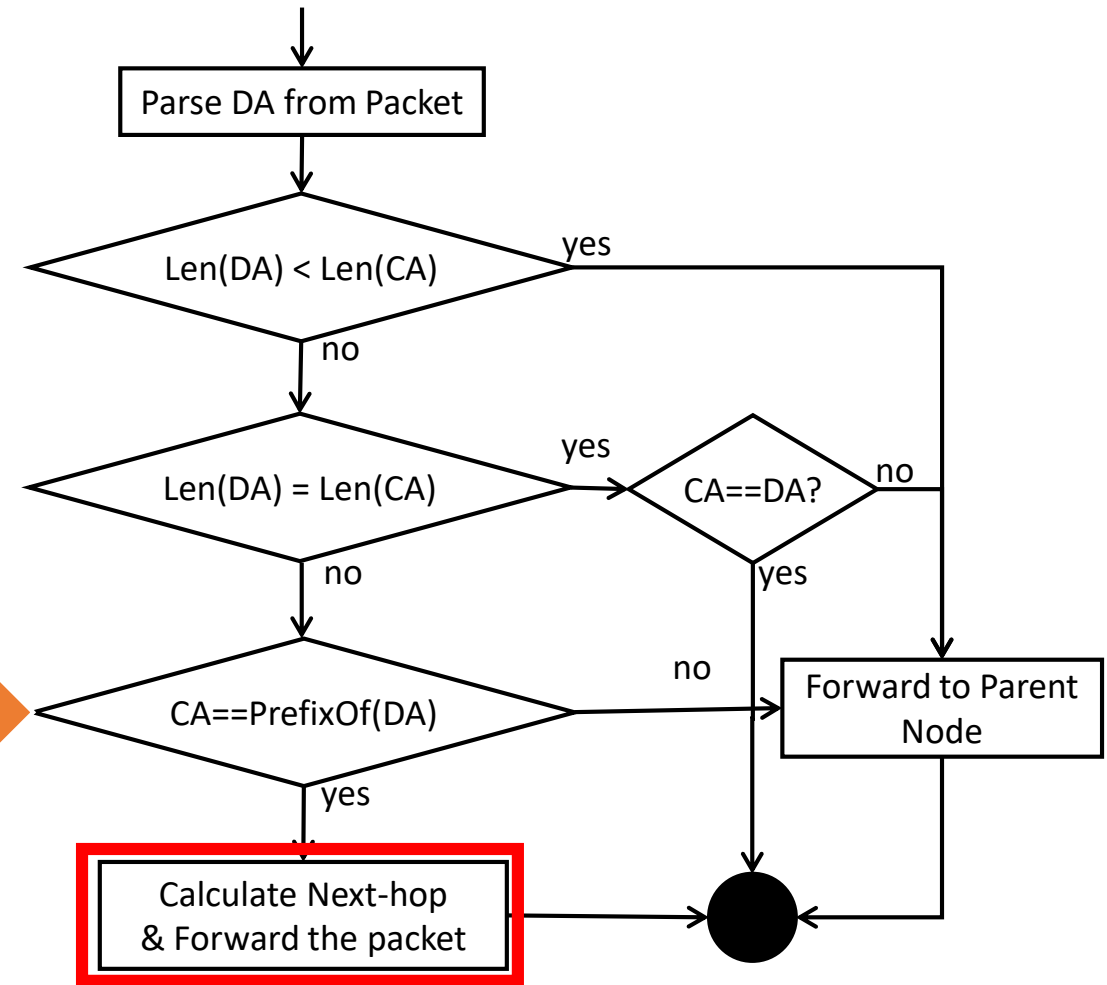 Parse DA from Packet
Len(DA) < Len(CA)
yes
no
Len(DA) = Len(CA)
yes
CA==DA?
no
no
yes
CA==PrefixOf(DA)
no
Forward to Parent
Node
yes
Calculate Next-hop
& Forward the packet